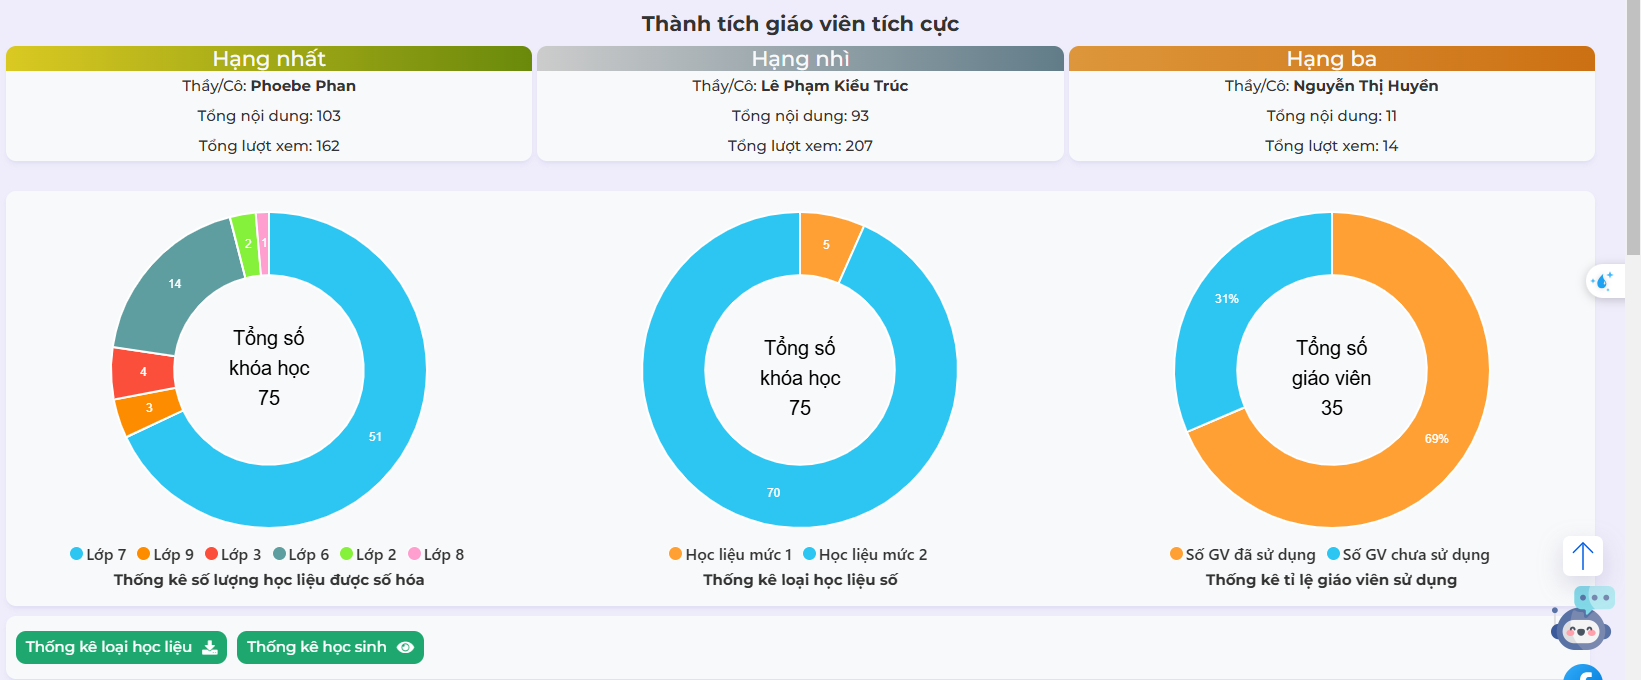 Thành tích giáo viên tích cực
Hạng nhất
Thầy/Cô: Phoebe Phan
Tổng nội dung: 103
Tổng lượt xem: 162
Hạng nhì
Thầy/Cô: Lê Phạm Kiều Trúc
Tổng nội dung: 93
Tổng lượt xem: 207
Hạng ba
Thầy/Cô: Nguyễn Thị Huyền
Tổng nội dung: 11
Tổng lượt xem: 14
2
1
14
4
3
51
Tổng số
khóa học
75
Lớp 7 Lớp 9 Lớp 3 Lớp 6 Lớp 2 Lớp 8
Thống kê số lượng học liệu được số hóa
5
70
Tổng số
khóa học
75
Học liệu mức 1 Học liệu mức 2
Thống kê loại học liệu số
31%
69%
Tổng số
giáo viên
35
Số GV đã sử dụng Số GV chưa sử dụng
Thống kê tỉ lệ giáo viên sử dụng
Thống kê loại học liệu
Thống kê học sinh